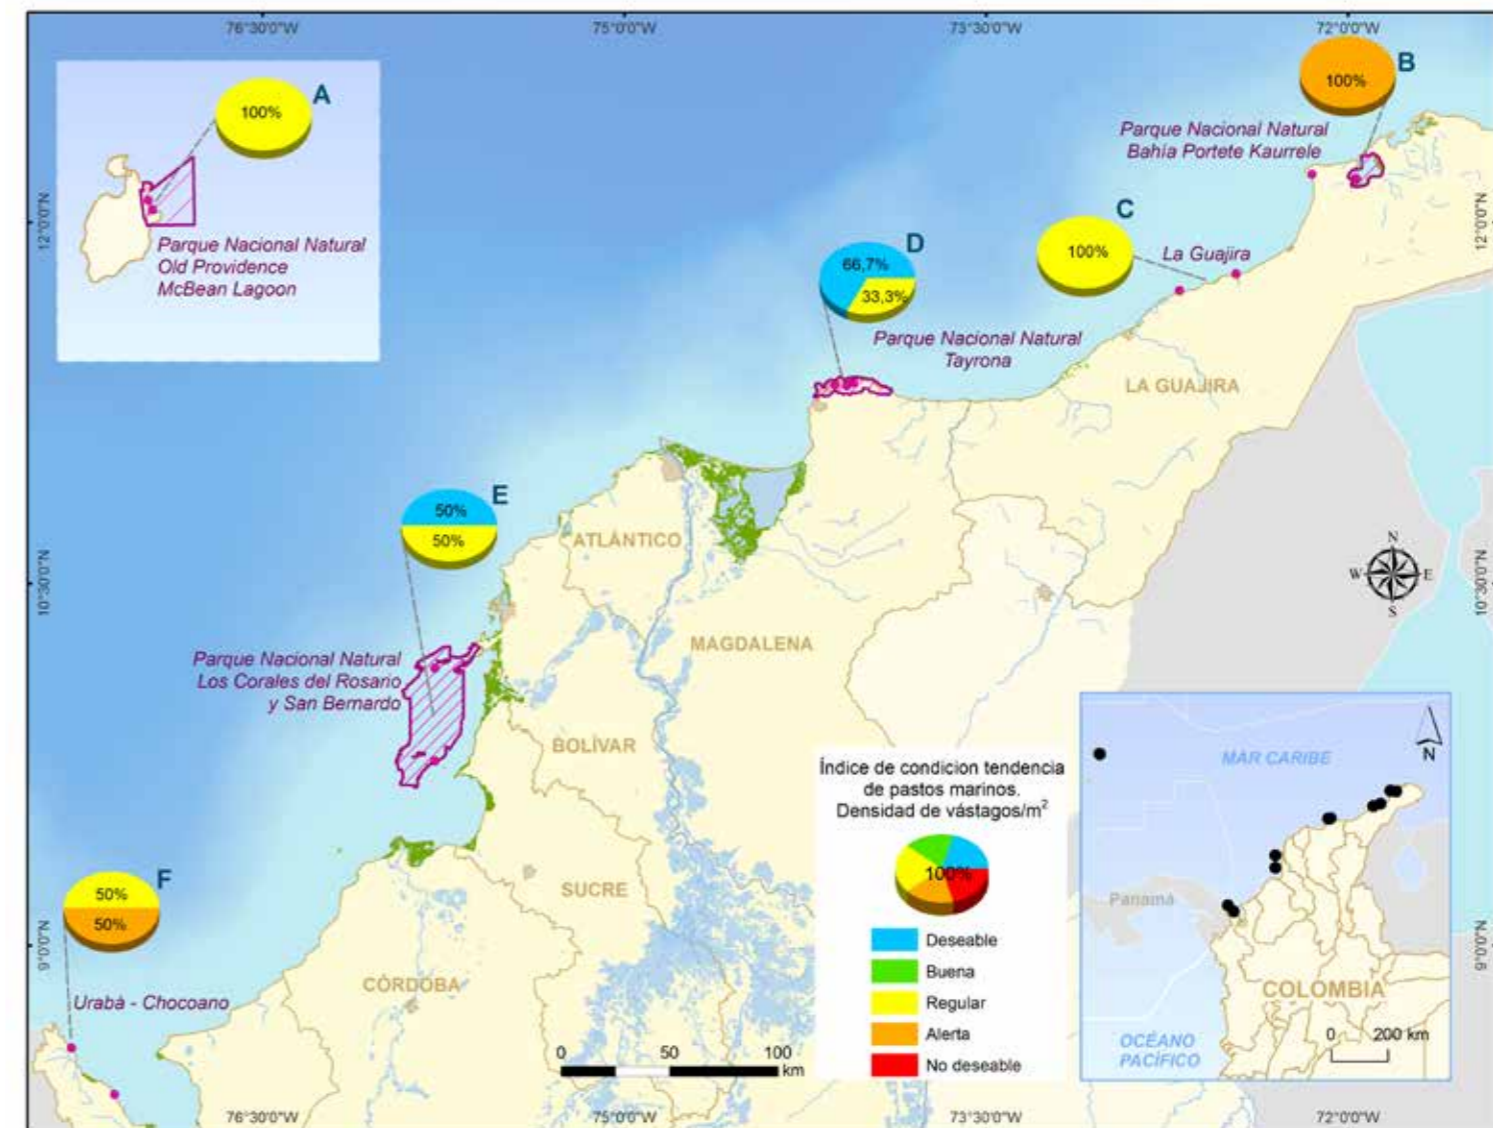 76°30'0"W
75°0'0"W
73°30'0"W
72°0'0"W
A
100%
Parque Nacional Natural
Old Providence
McBean Lagoon
B
100%
Parque Nacional Natural
Bahía Portete Kaurrele
C
100%
La Guajira
D
66,7%
33,3%
Parque Nacional Natural
Tayrona
LA GUAJIRA
12°0'0"N
12°0'0"N
E
50%
50%
ATLÁNTICO
MAGDALENA
10°30'0"N
10°30'0"N
N
W
E
S
Parque Nacional Natural
Los Corales del Rosario
y San Bernardo
BOLÍVAR
SUCRE
CÓRDOBA
F
50%
50%
Urabà - Chocoano
9°0'0"N
9°0'0"N
0
50
100
km
Índice de condicion tendencia
de pastos marinos.
Densidad de vástagos/m²
100%
Deseable
Buena
Regular
Alerta
No deseable
N
MAR CARIBE
Panamá
COLOMBIA
OCÉANO
PACÍFICO
0
200 km
76°30'0"W
75°0'0"W
73°30'0"W
72°0'0"W